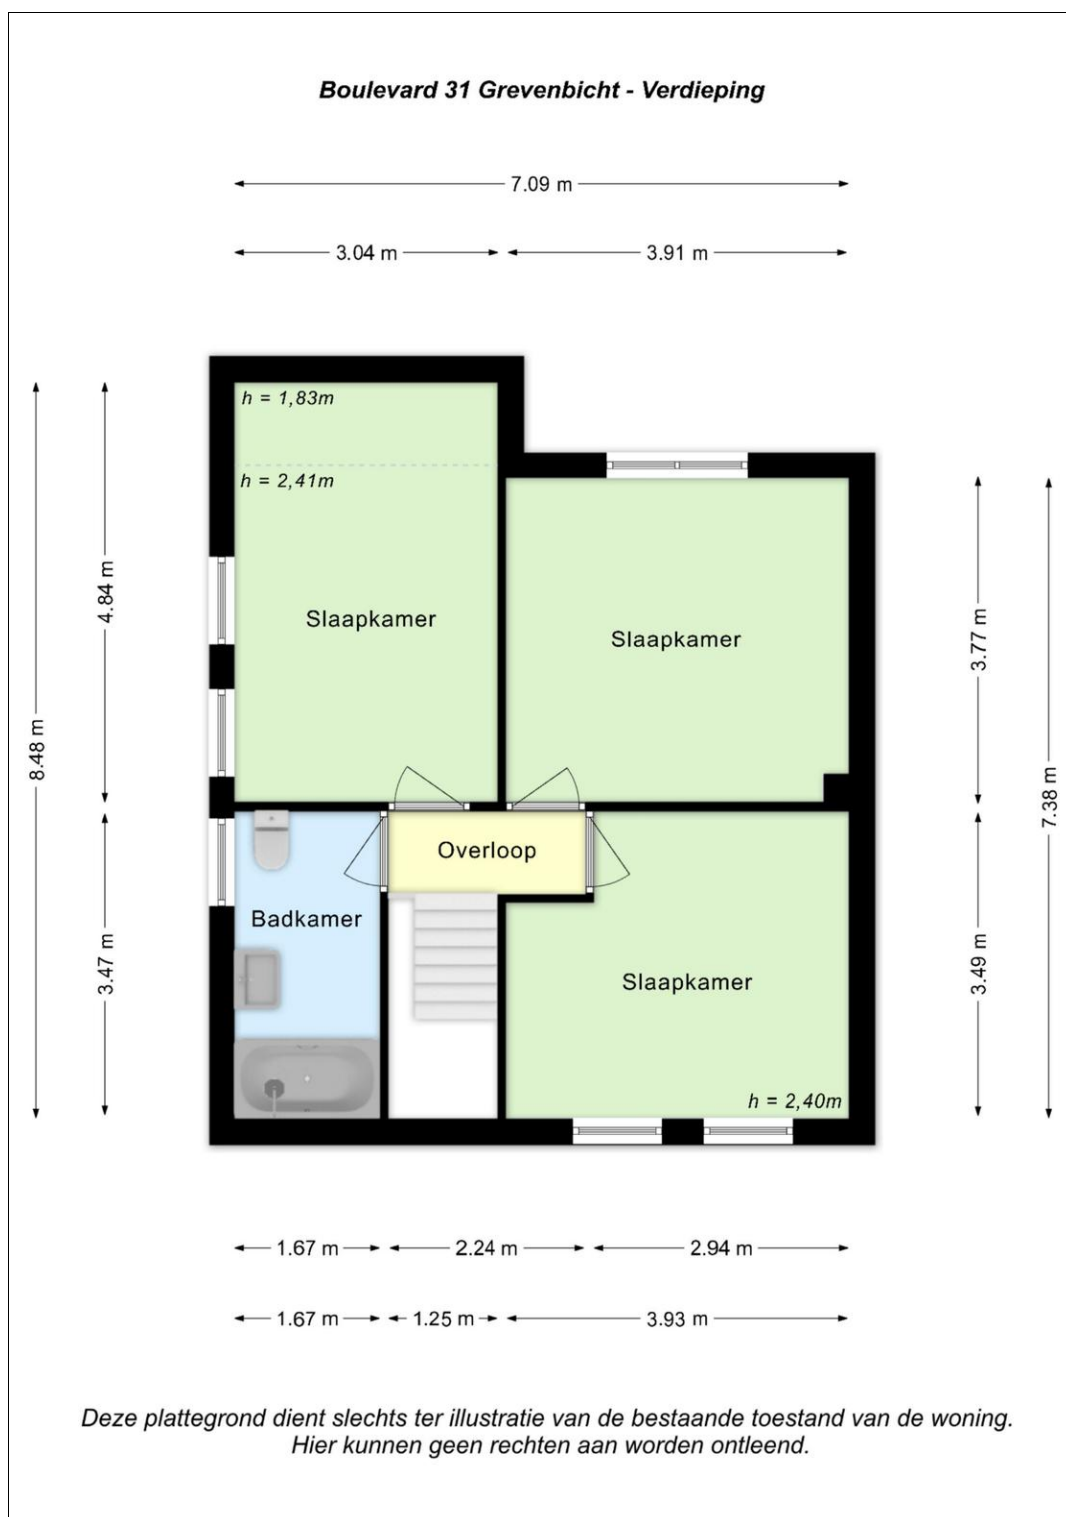 Boulevard 31 Grevenbicht - Verdieping
7.09 m
3.04 m
3.91 m
h = 1,83m
h = 2,41m
4.84 m
8.48 m
Slaapkamer
Slaapkamer
3.77 m
7.38 m
Overloop
Badkamer
3.47 m
Slaapkamer
3.49 m
h = 2,40m
1.67 m
2.24 m
2.94 m
1.67 m
1.25 m
3.93 m
Deze plattegrond dient slechts ter illustratie van de bestaande toestand van de woning.
Hier kunnen geen rechten aan worden ontleend.